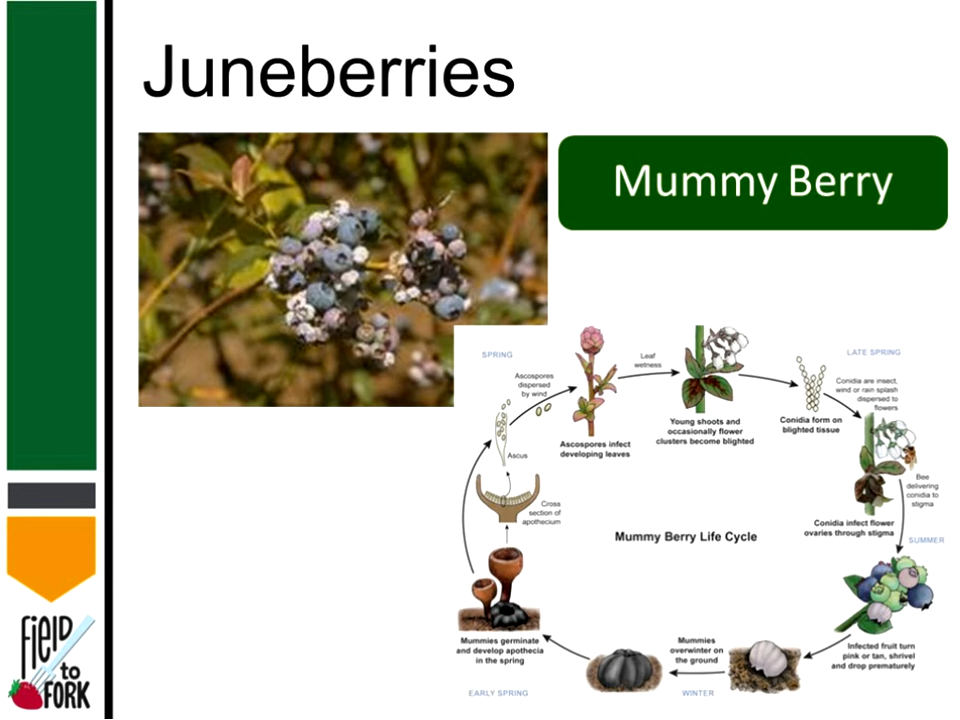 Juneberries
Mummy Berry
SPRING
Ascospores
dispersed
by wind
Leaf
wetness
LATE SPRING
Conidia are insect,
wind or rain splash
dispersed to
flowers
Ascospores infect
developing leaves
Young shoots and
occasionally flower
clusters become blighted
Conidia form on
blighted tissue
Ascus
Bee
delivering
conidia to
stigma
Cross
section of
apothecium
Conidia infect flower
ovaries through stigma
Mummy Berry Life Cycle
SUMMER
Mummies germinate
and develop apothecia
in the spring
Mummies
overwinter on
the ground
Infected fruit turn
pink or tan, shrivel
and drop prematurely
EARLY SPRING
WINTER
FiELD
to
FORK